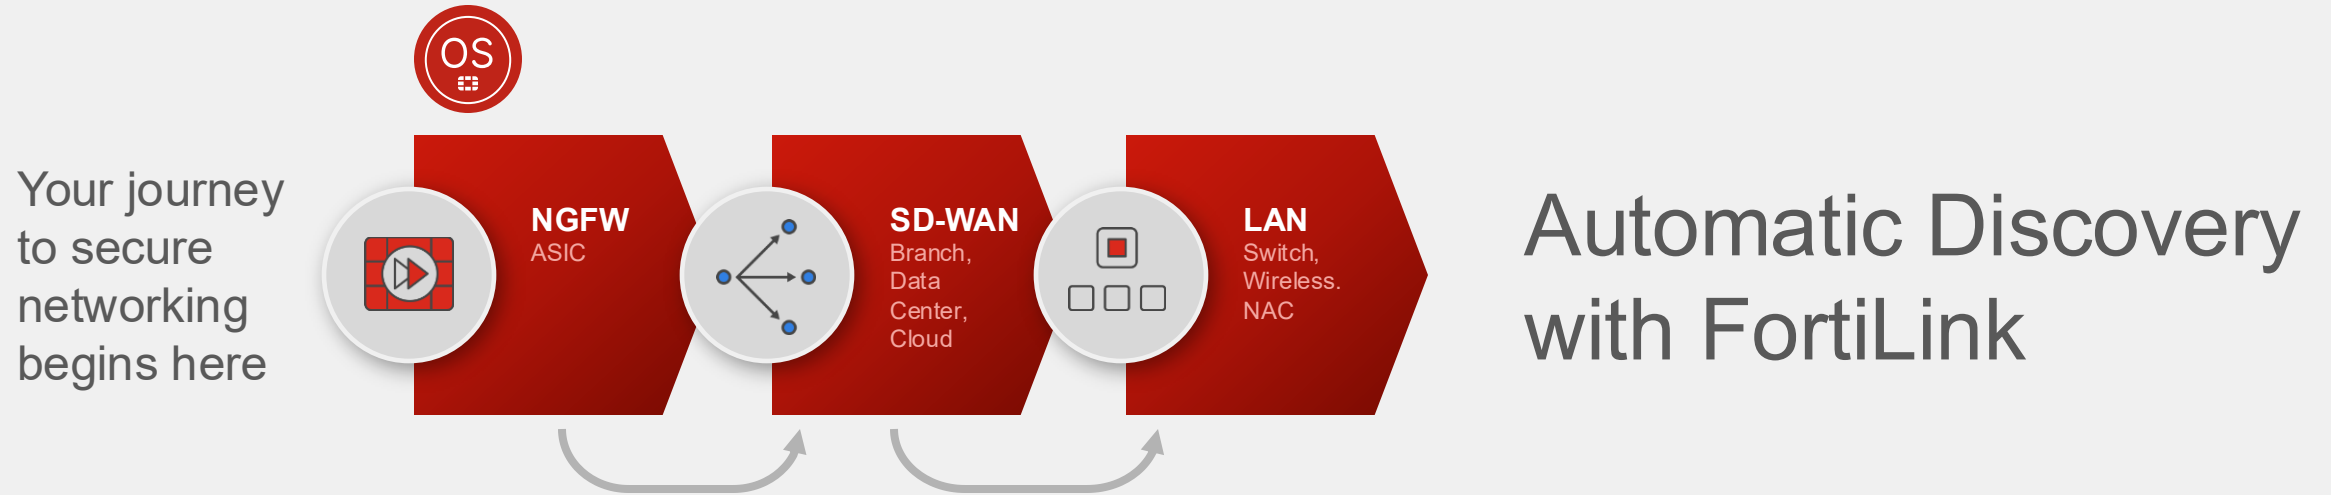 OS
Your journey
to secure
networking
begins here
NGFW
ASIC
SD-WAN
Branch,
Data
Center,
Cloud
LAN
Switch,
Wireless.
NAC
Automatic Discovery
with FortiLink